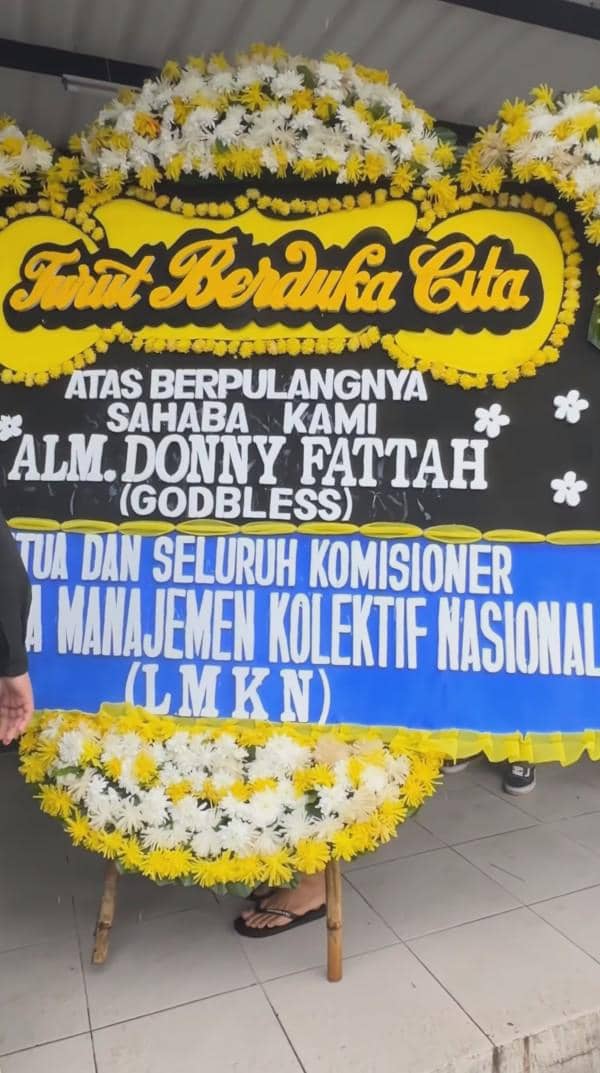 Turut Berduka Cita
ATAS BERPULANGNYA
SAHABA KAMI
ALM. DONNY FATTAH
(GODBLESS)
TUA DAN SELURUH KOMISIONER
A MANAJEMEN KOLEKTIF NASIONAL
(LMKN)